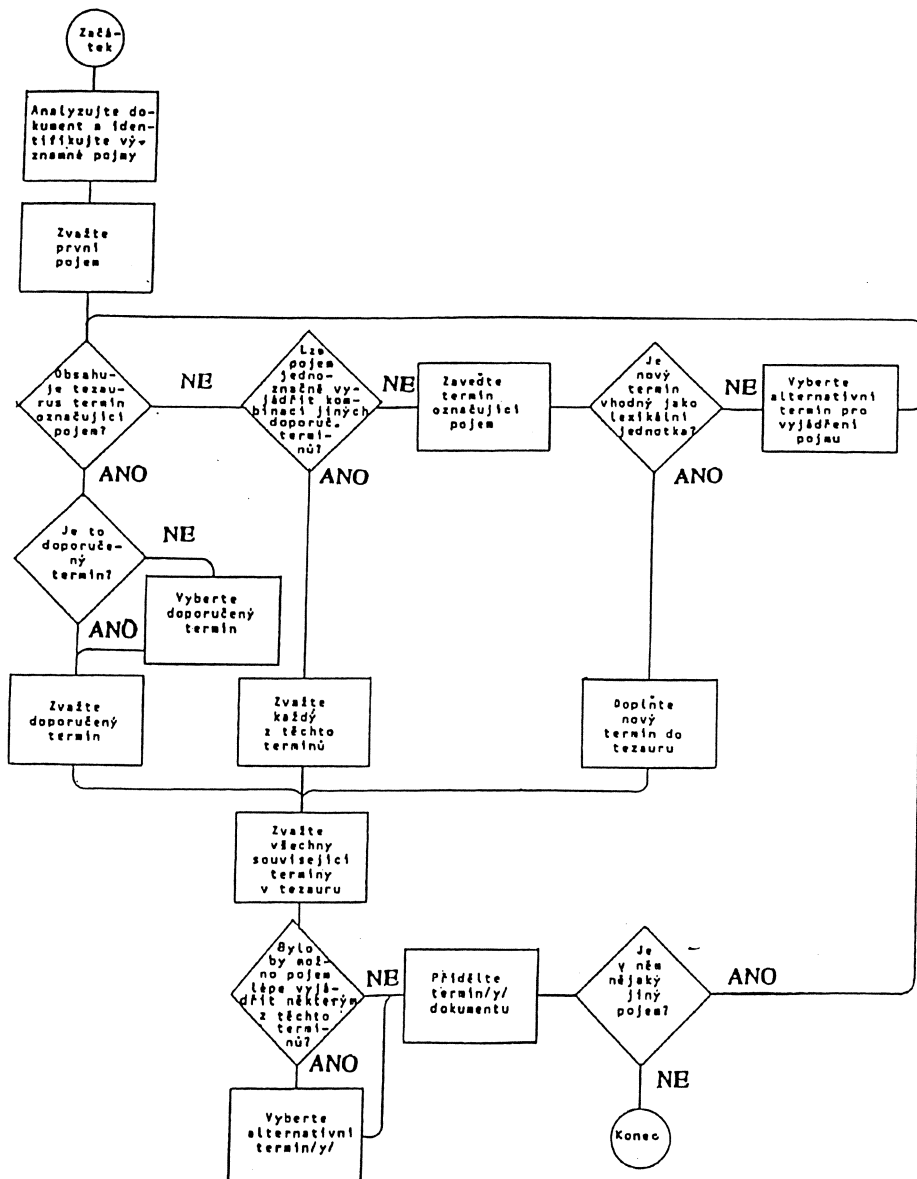 Začá-
tek
Analyzujte do-
kument a iden-
tifikujte vý-
znamné pojmy
Zvažte
první
pojem
Obsahu-
je tezau-
rus termín
označující
pojem?
NE
Lze
pojem
jedno-
značně vy-
jádřit kom-
binací jiných
doporuč.
termí-
nů?
NE
Zaveďte
termín
označující
pojem
Je
nový
termín
vhodný jako
lexikální
jednotka?
NE
Vyberte
alternativní
termín pro
vyjádření
pojmu
ANO
ANO
ANO
Je to
doporuče-
ný
termín?
NE
Vyberte
doporučený
termín
ANO
Zvažte
doporučený
termín
Zvažte
každý
z těchto
termínů
Doplňte
nový
termín do
tezauru
Zvažte
všechny
související
termíny
v tezauru
Bylo
by mož-
no pojem
lépe vyjá-
dřit některým
z těchto
termí-
nů?
NE
Přidělte
termín/y/
dokumentu
Je
v něm
nějaký
jiný
pojem?
ANO
ANO
NE
Vyberte
alternativní
termín/y/
Konec